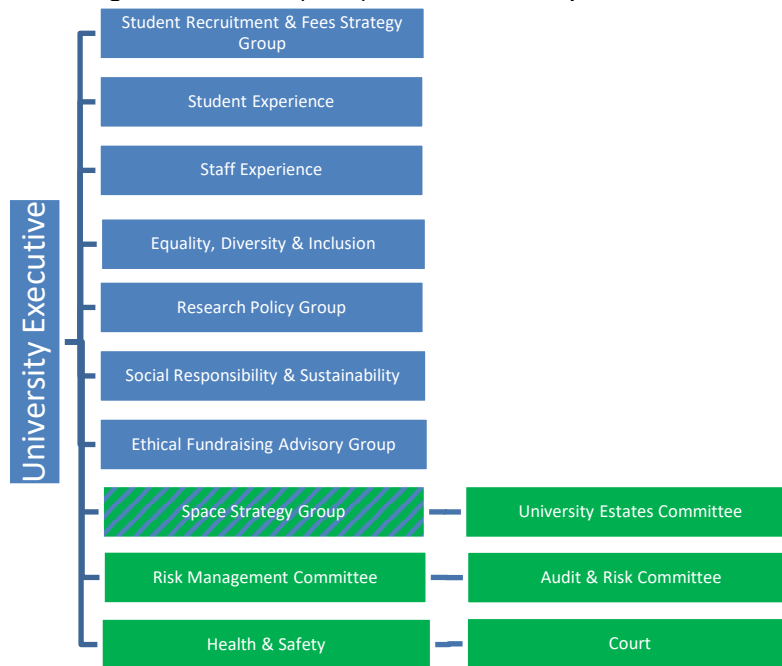 Student Recruitment & Fees Strategy
Group
Student Experience
Staff Experience
University Executive
Equality, Diversity & Inclusion
Research Policy Group
Social Responsibility & Sustainability
Ethical Fundraising Advisory Group
Space Strategy Group
University Estates Committee
Risk Management Committee
Audit & Risk Committee
Health & Safety
Court